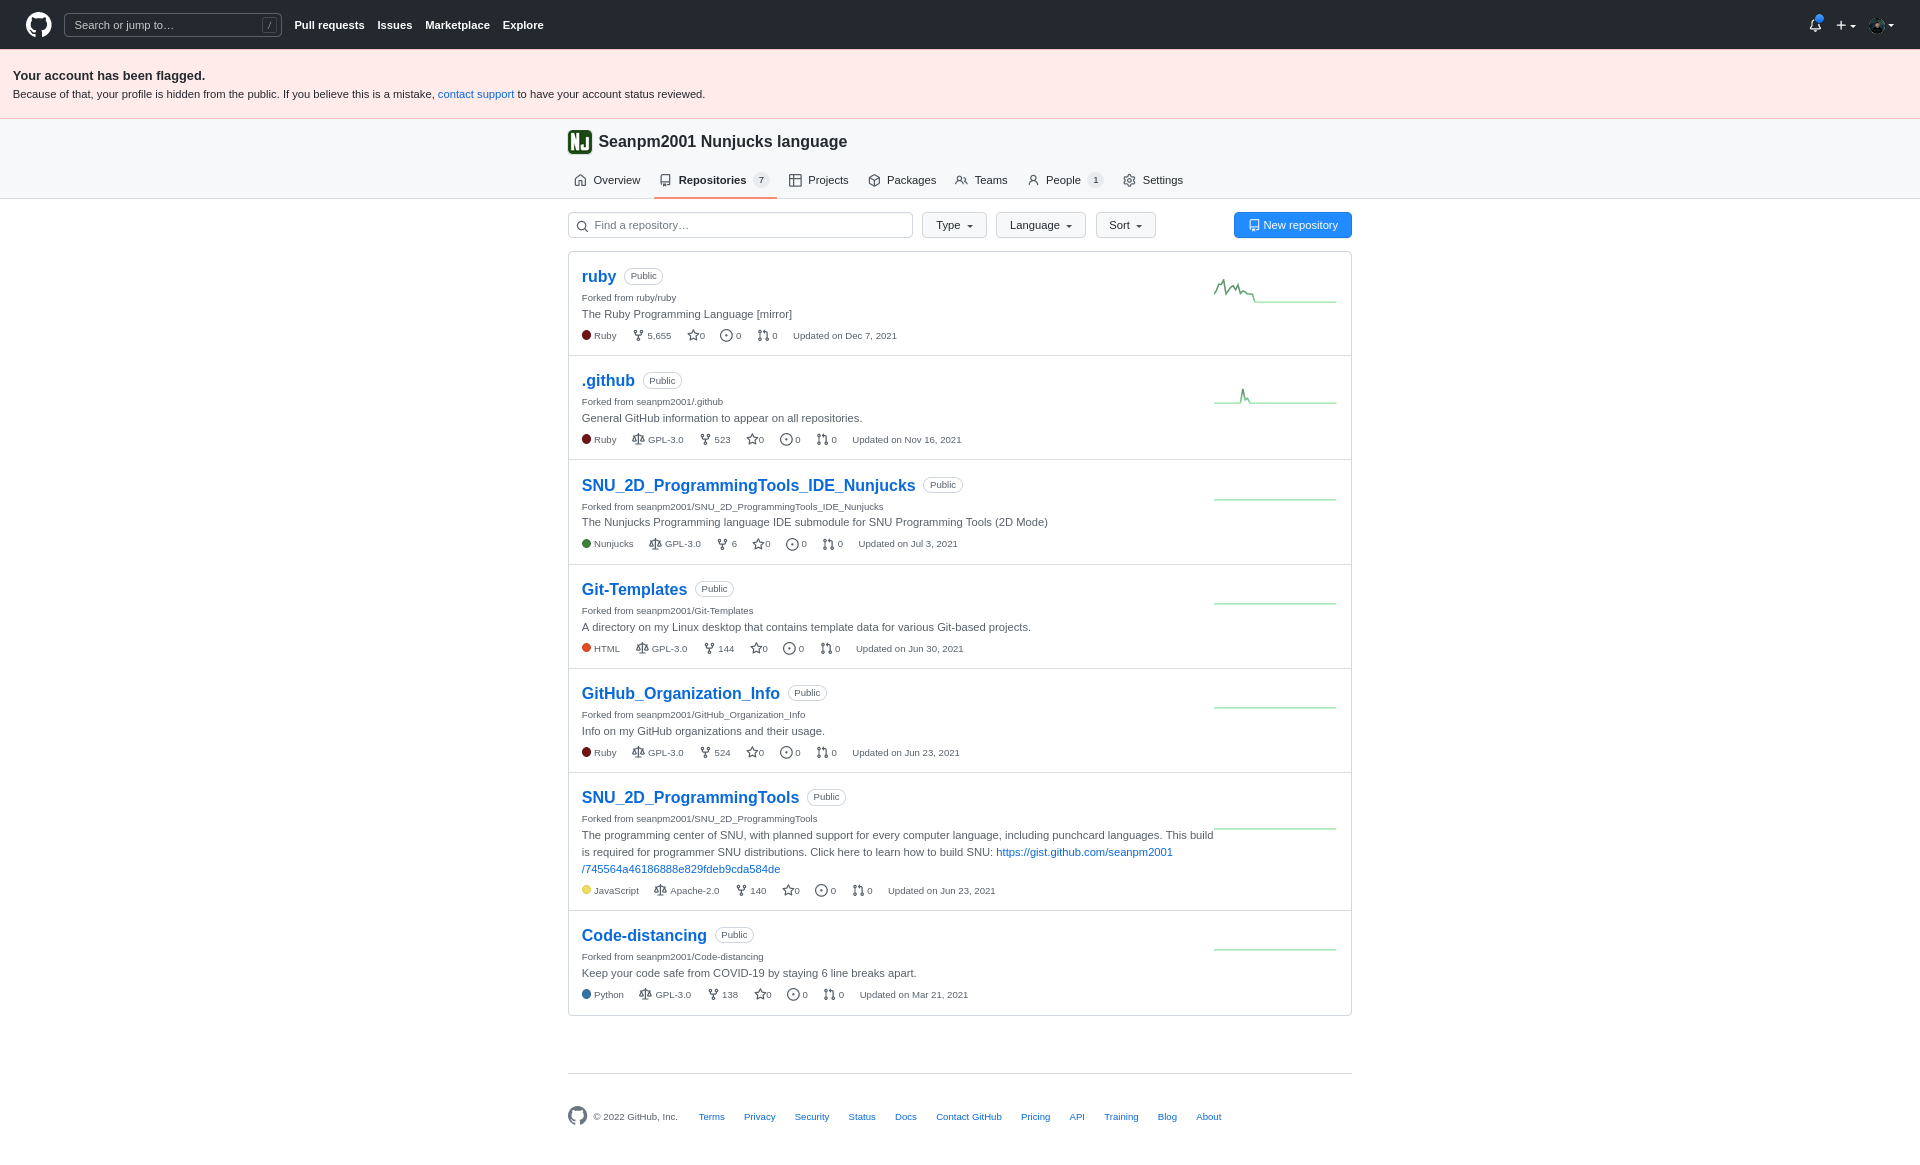 Search or jump to…
/
Pull requests
Issues
Marketplace
Explore
Your account has been flagged.
Because of that, your profile is hidden from the public. If you believe this is a mistake, contact support to have your account status reviewed.
NJ
Seanpm2001 Nunjucks language
Overview
Repositories 7
Projects
Packages
Teams
People 1
Settings
Find a repository…
Type
Language
Sort
New repository
ruby Public
Forked from ruby/ruby
The Ruby Programming Language [mirror]
Ruby 5,655 0 0 0 Updated on Dec 7, 2021
.github Public
Forked from seanpm2001/.github
General GitHub information to appear on all repositories.
Ruby GPL-3.0 523 0 0 0 Updated on Nov 16, 2021
SNU_2D_ProgrammingTools_IDE_Nunjucks Public
Forked from seanpm2001/SNU_2D_ProgrammingTools_IDE_Nunjucks
The Nunjucks Programming language IDE submodule for SNU Programming Tools (2D Mode)
Nunjucks GPL-3.0 6 0 0 0 Updated on Jul 3, 2021
Git-Templates Public
Forked from seanpm2001/Git-Templates
A directory on my Linux desktop that contains template data for various Git-based projects.
HTML GPL-3.0 144 0 0 0 Updated on Jun 30, 2021
GitHub_Organization_Info Public
Forked from seanpm2001/GitHub_Organization_Info
Info on my GitHub organizations and their usage.
Ruby GPL-3.0 524 0 0 0 Updated on Jun 23, 2021
SNU_2D_ProgrammingTools Public
Forked from seanpm2001/SNU_2D_ProgrammingTools
The programming center of SNU, with planned support for every computer language, including punchcard languages. This build
is required for programmer SNU distributions. Click here to learn how to build SNU: https://gist.github.com/seanpm2001
/745564a46186888e829fdeb9cda584de
JavaScript Apache-2.0 140 0 0 0 Updated on Jun 23, 2021
Code-distancing Public
Forked from seanpm2001/Code-distancing
Keep your code safe from COVID-19 by staying 6 line breaks apart.
Python GPL-3.0 138 0 0 0 Updated on Mar 21, 2021
© 2022 GitHub, Inc.
Terms
Privacy
Security
Status
Docs
Contact GitHub
Pricing
API
Training
Blog
About